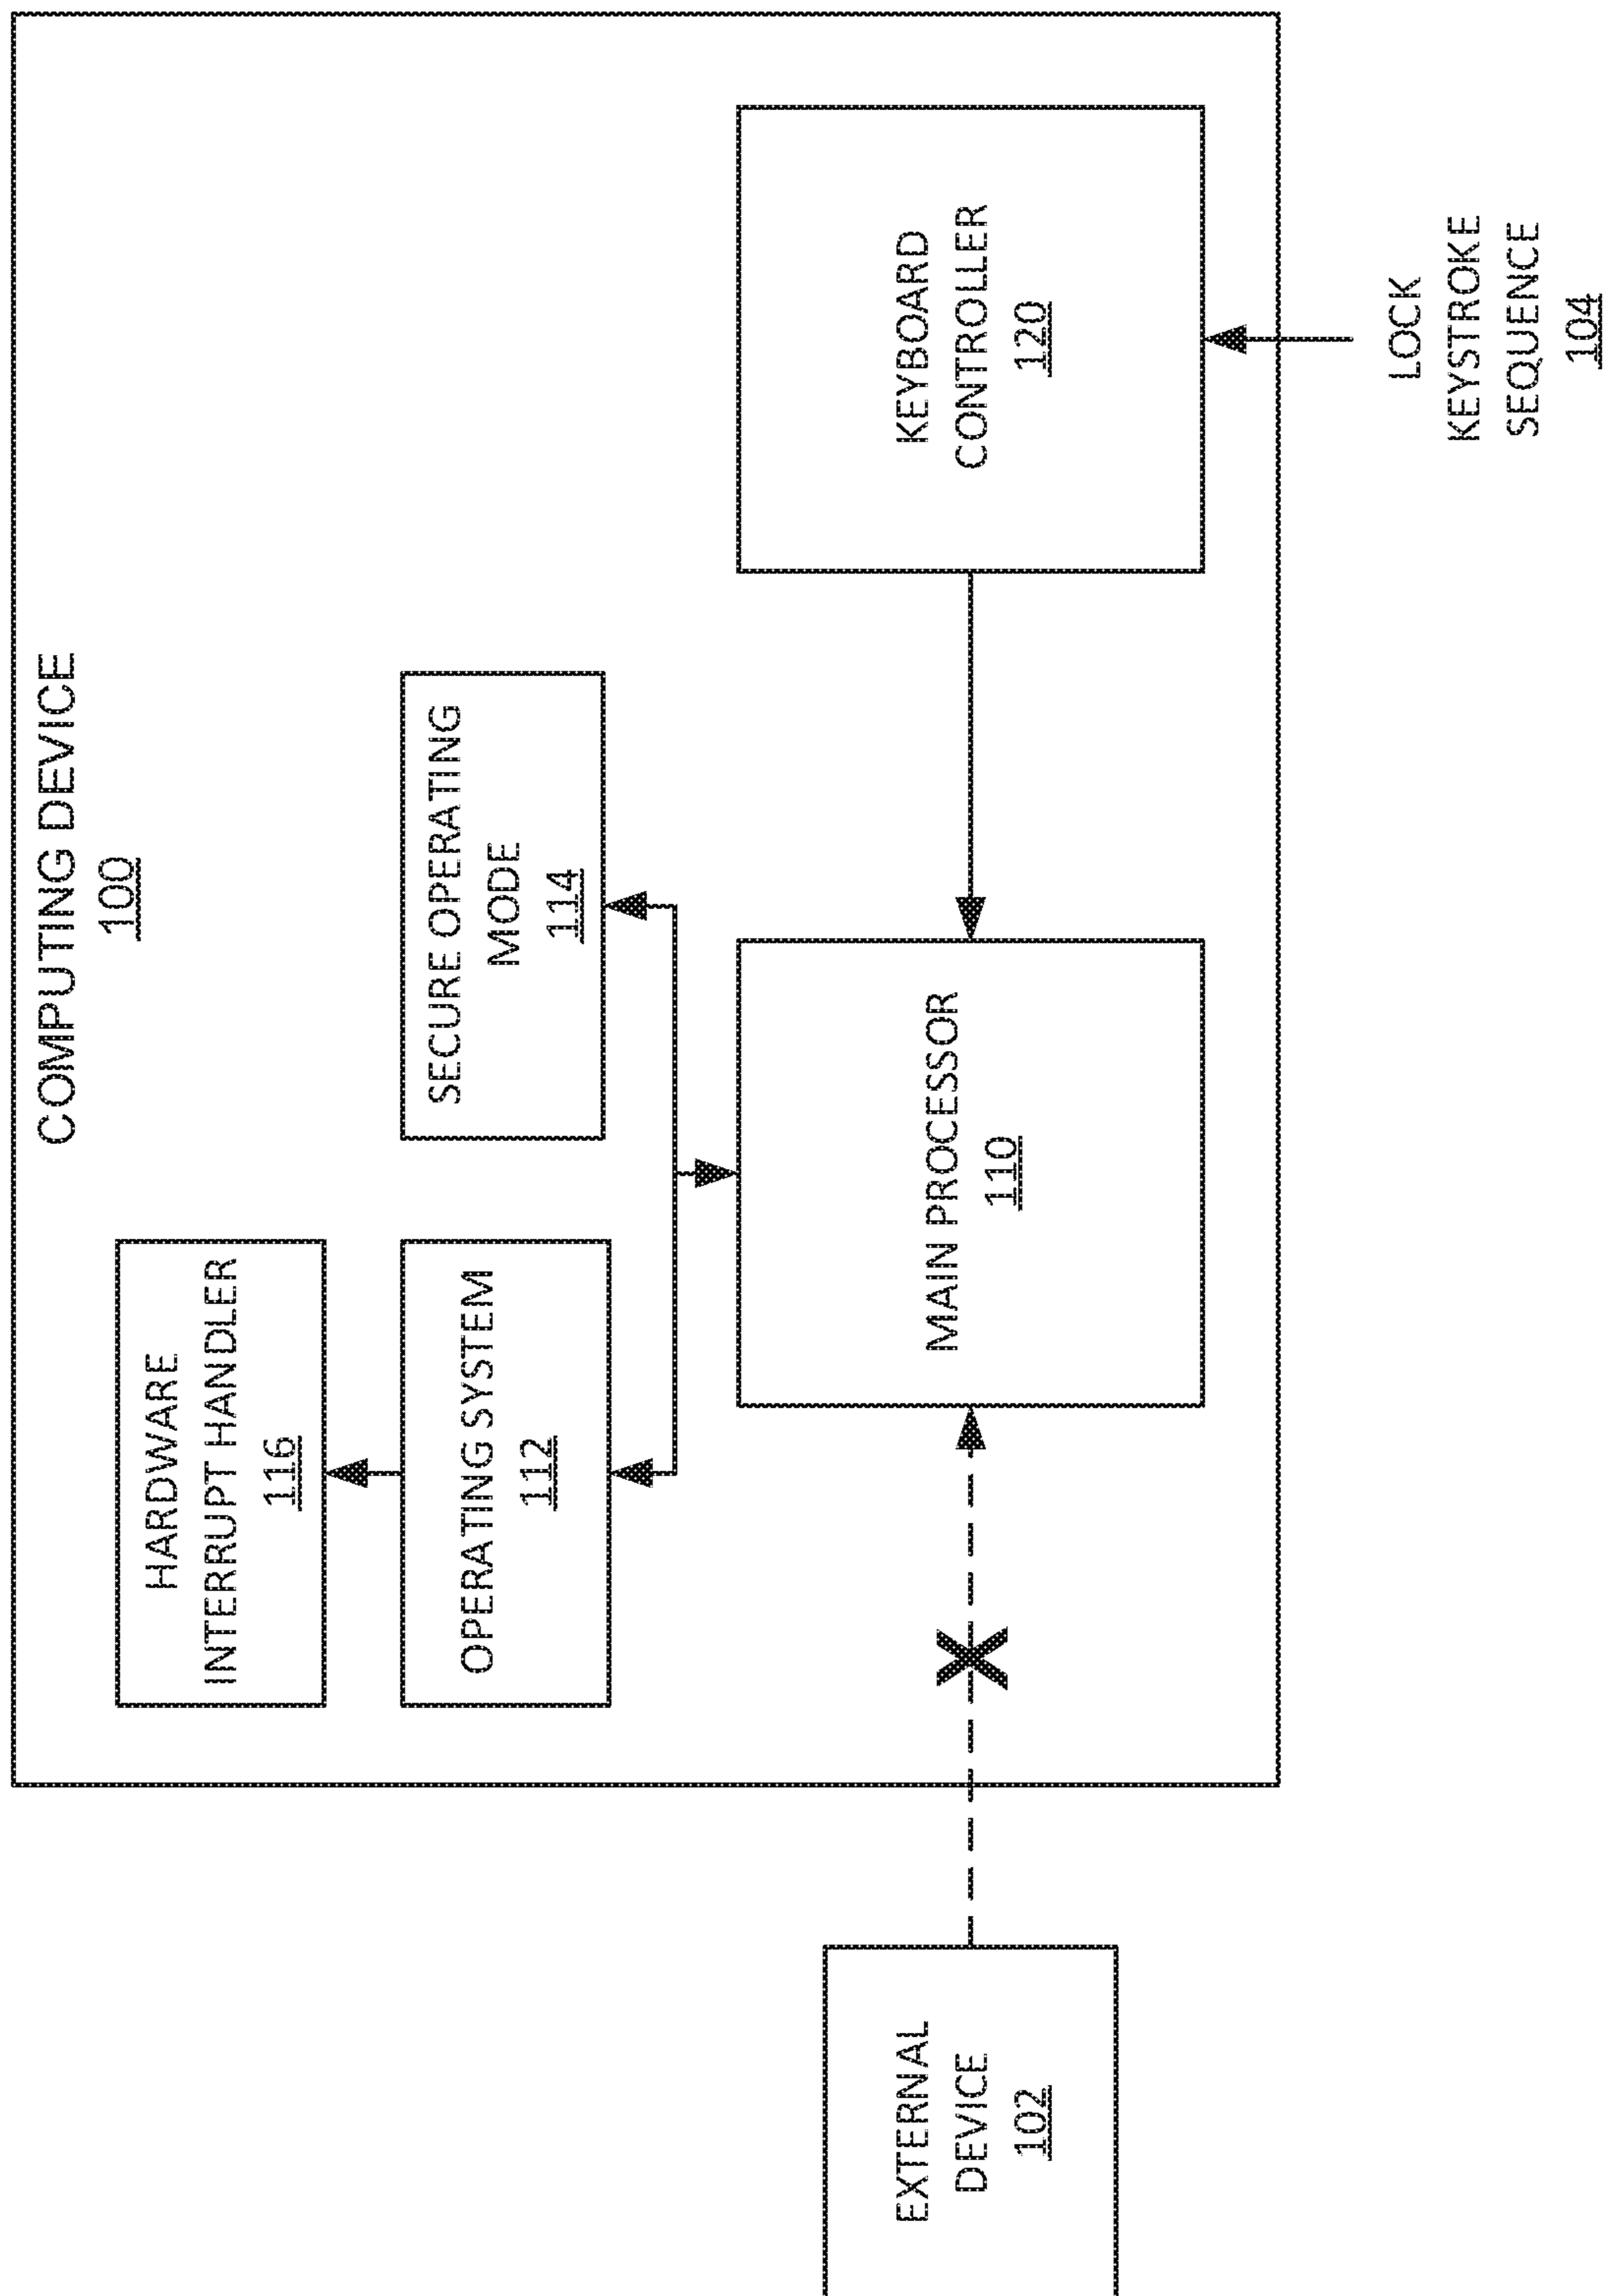 COMPUTING DEVICE
100
HARDWARE
INTERRUPT HANDLER
116
OPERATING SYSTEM
112
SECURE OPERATING
MODE
114
EXTERNAL
DEVICE
102
X
MAIN PROCESSOR
110
KEYBOARD
CONTROLLER
120
LOCK
KEYSTROKE
SEQUENCE
104